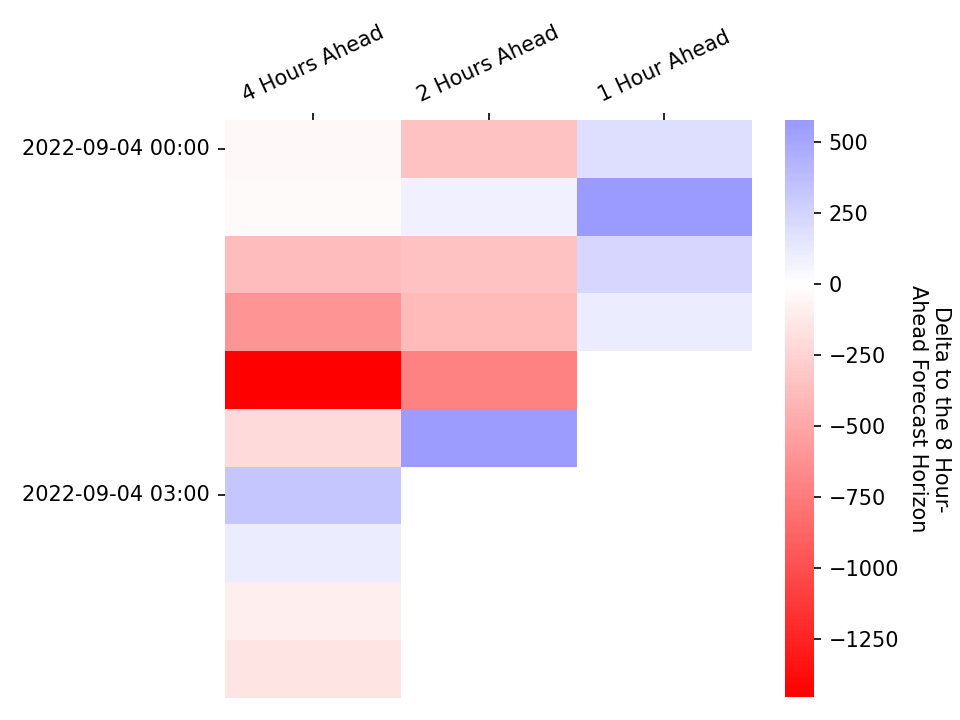 4 Hours Ahead
2 Hours Ahead
1 Hour Ahead
2022-09-04 00:00
2022-09-04 03:00
500
250
0
−250
−500
−750
−1000
−1250
Delta to the 8 Hour-
Ahead Forecast Horizon